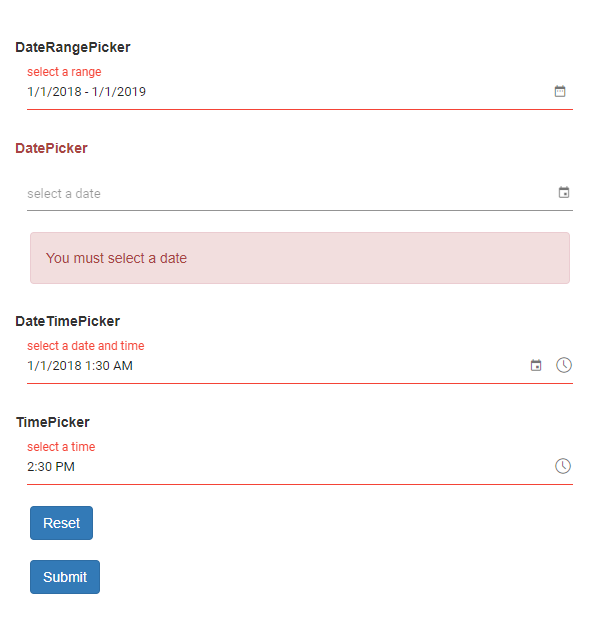 DateRangePicker
select a range
1/1/2018 - 1/1/2019
DatePicker
select a date
You must select a date
DateTimePicker
select a date and time
1/1/2018 1:30 AM
TimePicker
select a time
2:30 PM
Reset
Submit